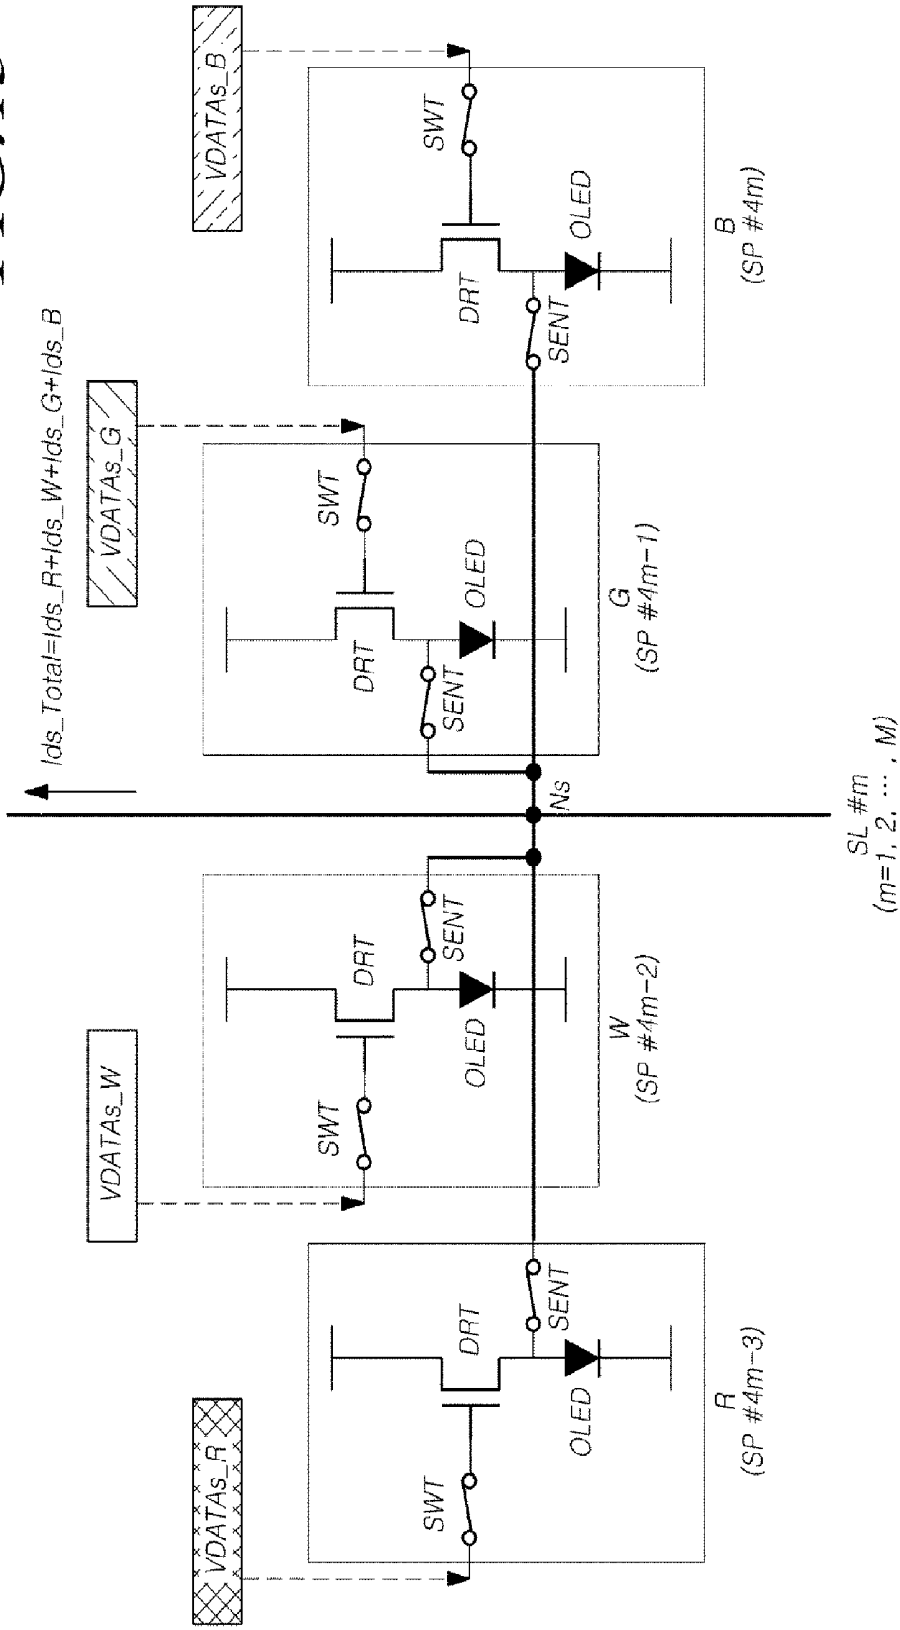 Ids_Total=Ids_R+Ids_W+Ids_G+Ids_B
VDATAs_R
VDATAs_W
VDATAs_G
VDATAs_B
SWT
DRT
SENT
OLED
R
(SP #4m-3)
SWT
DRT
SENT
OLED
W
(SP #4m-2)
SWT
DRT
SENT
OLED
G
(SP #4m-1)
SWT
DRT
SENT
OLED
B
(SP #4m)
Ns
SL #m
(m=1, 2, ···, M)